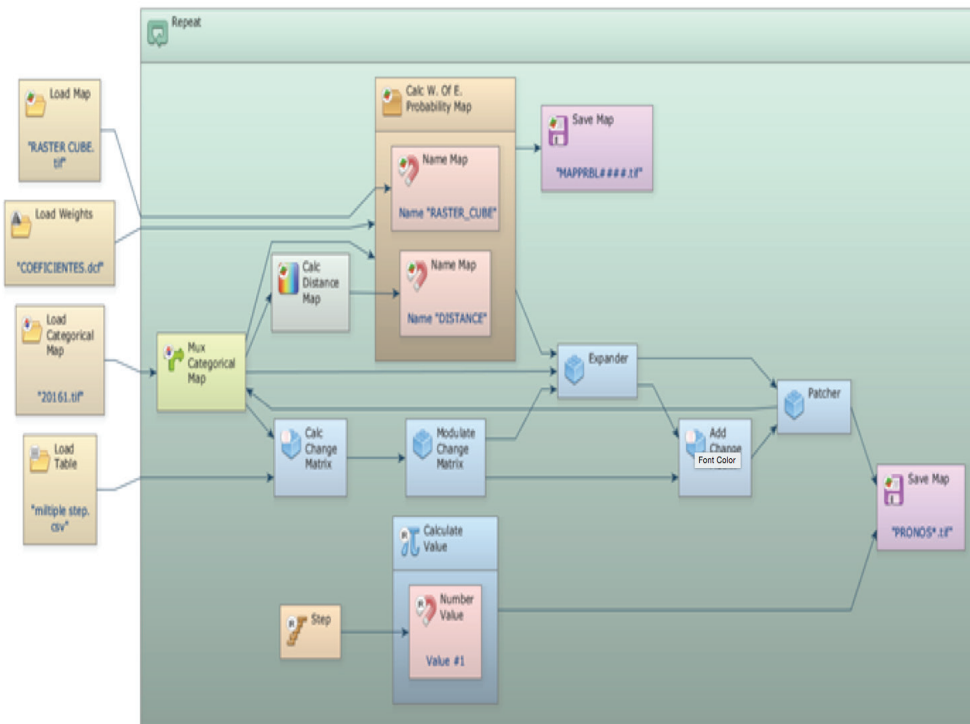 Repeat
Load Map
"RASTER CUBE.
tif"
Load Weights
"COEFICIENTES.dcf"
Load
Categorical
Map
"20161.tif"
Load
Table
"miltiple step.
csv"
Mux
Categorical
Map
Calc
Distance
Map
Calc W. Of E.
Probability Map
Name Map
Name "RASTER_CUBE"
Name Map
Name "DISTANCE"
Save Map
"MAPPRBL####.tif"
Calc
Change
Matrix
Modulate
Change
Matrix
Expander
Add
Change
Font Color
Patcher
Save Map
"PRONOS*.tif"
Step
Calculate
Value
Number
Value
Value #1